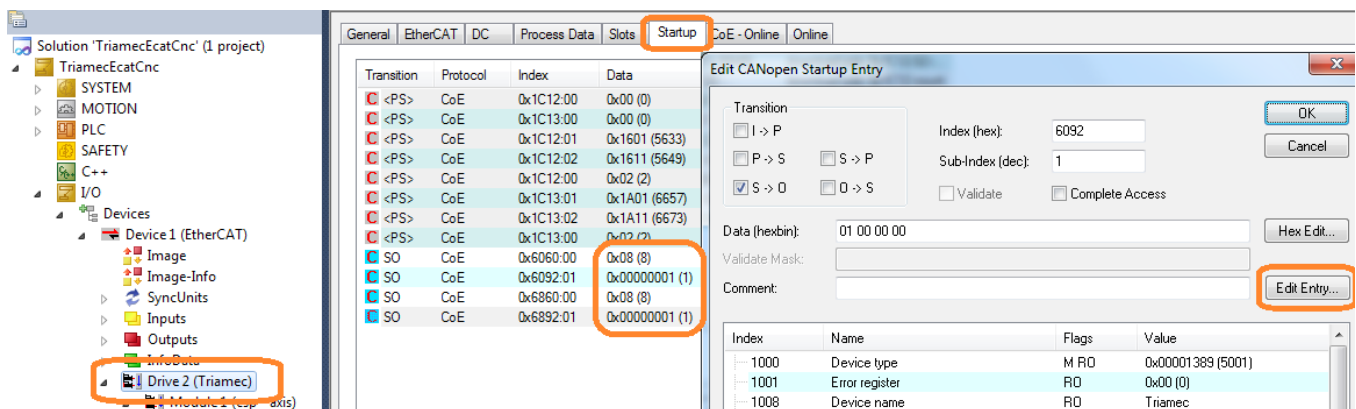 Solution 'TriamecEcatCnc' (1 project)
TriamecEcatCnc
SYSTEM
MOTION
PLC
SAFETY
C++
I/O
Devices
Device 1 (EtherCAT)
Image
Image-Info
SyncUnits
Inputs
Outputs
InfoData
Drive 2 (Triamec)
Module 1 (csp - axis)
General EtherCAT DC Process Data Slots Startup CoE - Online Online
Transition Protocol Index Data
C <PS> CoE 0x1C12:00 0x00 (0)
C <PS> CoE 0x1C13:00 0x00 (0)
C <PS> CoE 0x1C12:01 0x1601 (5633)
C <PS> CoE 0x1C12:02 0x1611 (5649)
C <PS> CoE 0x1C12:00 0x02 (2)
C <PS> CoE 0x1C13:01 0x1A01 (6657)
C <PS> CoE 0x1C13:02 0x1A11 (6673)
C <PS> CoE 0x1C13:00 0x02 (2)
C SO CoE 0x6060:00 0x08 (8)
C SO CoE 0x6092:01 0x00000001 (1)
C SO CoE 0x6860:00 0x08 (8)
C SO CoE 0x6892:01 0x00000001 (1)
Edit CANopen Startup Entry
Transition
I -> P
P -> S S -> P
S -> O O -> S
Index (hex): 6092
Sub-Index (dec): 1
Validate Complete Access
OK
Cancel
Data (hexbin): 01 00 00 00
Hex Edit...
Validate Mask:
Comment:
Edit Entry...
Index Name Flags Value
1000 Device type M RO 0x00001389 (5001)
1001 Error register RO 0x00 (0)
1008 Device name RO Triamec